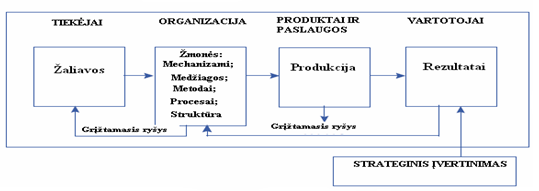 TIEKĖJAI
ORGANIZACIJA
PRODUKTAI IR
PASLAUGOS
VARTOTOJAI
Žaliavos
Žmonės:
Mechanizami;
Medžiagos;
Metodai;
Procesai;
Struktūra
Produkcija
Rezultatai
Grįžtamasis ryšys
Grįžtamasis ryšys
STRATEGINIS ĮVERTINIMAS